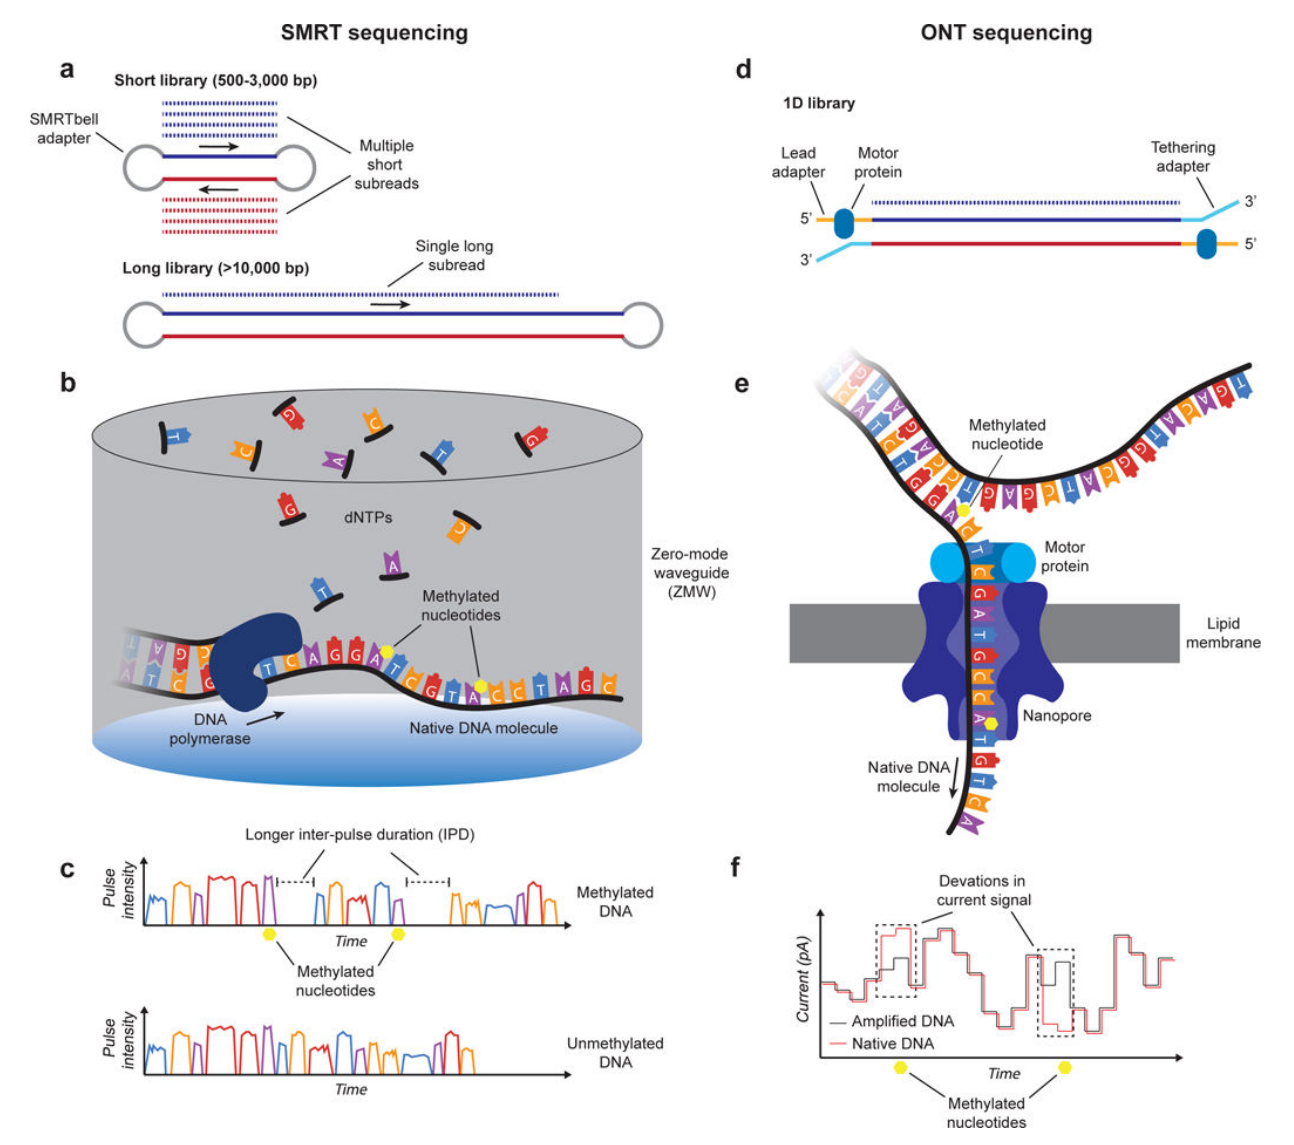 SMRT sequencing
a
Short library (500-3,000 bp)
SMRTbell
adapter
Multiple
short
subreads
Single long
subread
Long library (>10,000 bp)
b
T
G
C
C
A
T
G
G
dNTPs
C
A
T
Zero-mode
waveguide
(ZMW)
Methylated
nucleotides
T A G C
A T C G
T C A G G A T C G T A C C T A G C
DNA
polymerase
Native DNA molecule
c
Longer inter-pulse duration (IPD)
Pulse
intensity
Methylated
DNA
Time
Methylated
nucleotides
Pulse
intensity
Unmethylated
DNA
Time
ONT sequencing
d
1D library
Lead
adapter
Motor
protein
Tethering
adapter
5'
3'
3'
5'
e
Methylated
nucleotide
A G T A G A C C T G A G C T A C G G T A C A G T
A T C T G G A C T C G A T G C C A T G T C A
Motor
protein
Lipid
membrane
Nanopore
Native DNA
molecule
f
Devations in
current signal
Current (pA)
Amplified DNA
Native DNA
Time
Methylated
nucleotides